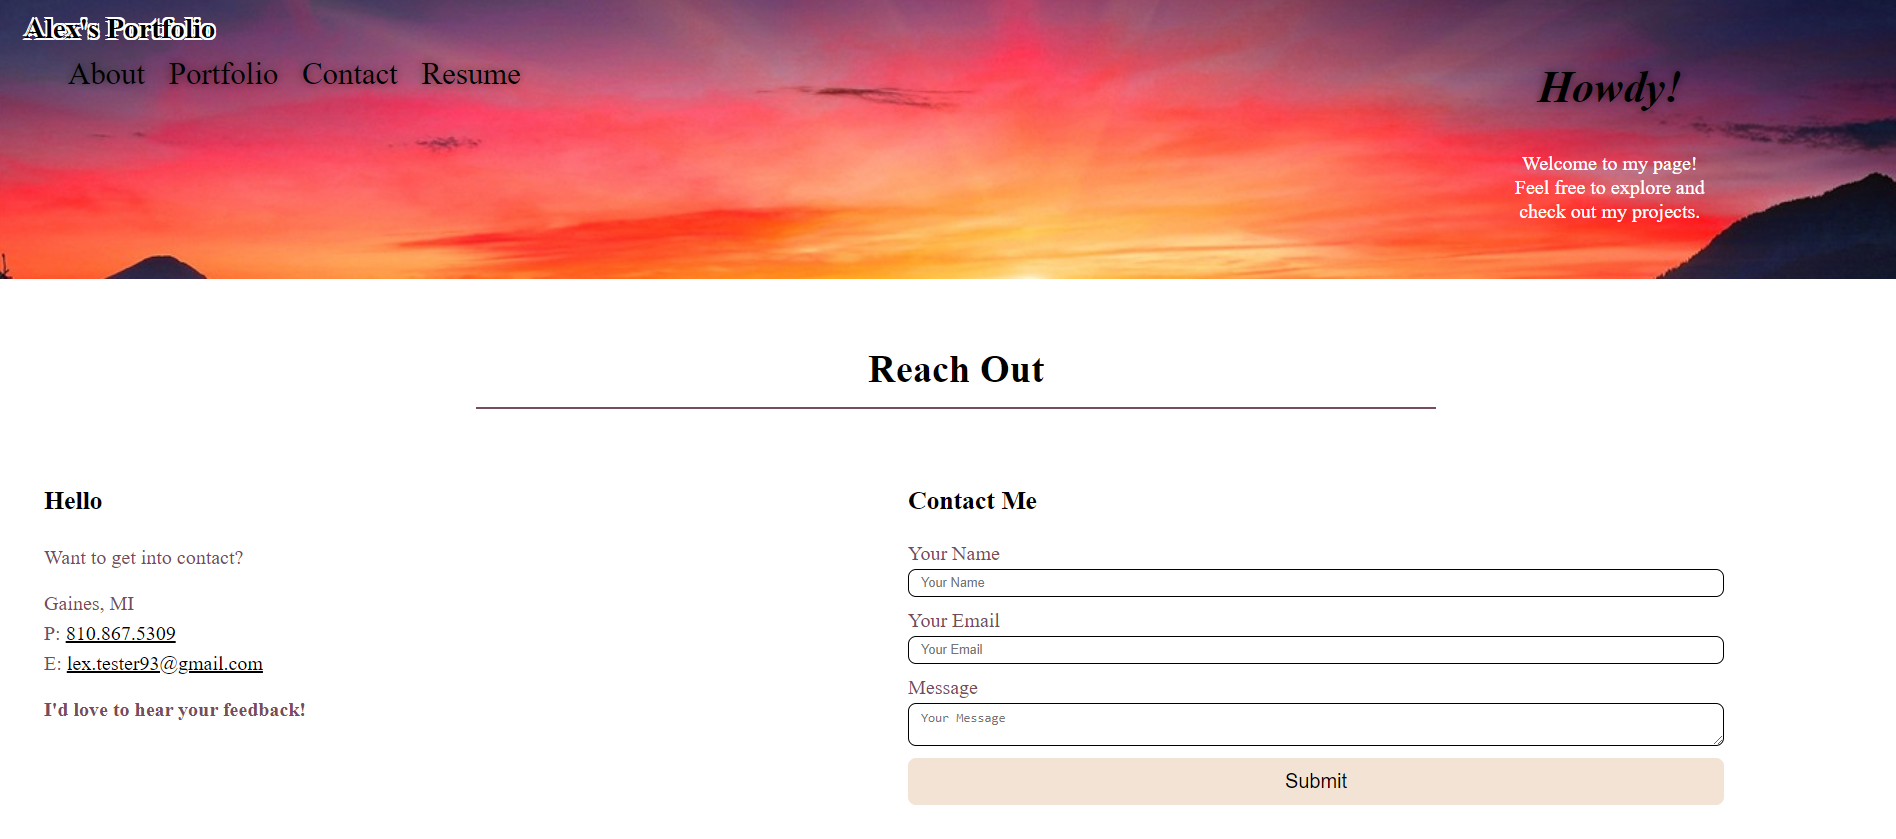 Alex's Portfolio
About Portfolio Contact Resume
Howdy!
Welcome to my page!
Feel free to explore and
check out my projects.
Reach Out
Hello
Want to get into contact?
Gaines, MI
P: 810.867.5309
E: lex.tester93@gmail.com
I'd love to hear your feedback!
Contact Me
Your Name
Your Name
Your Email
Your Email
Message
Your Message
Submit